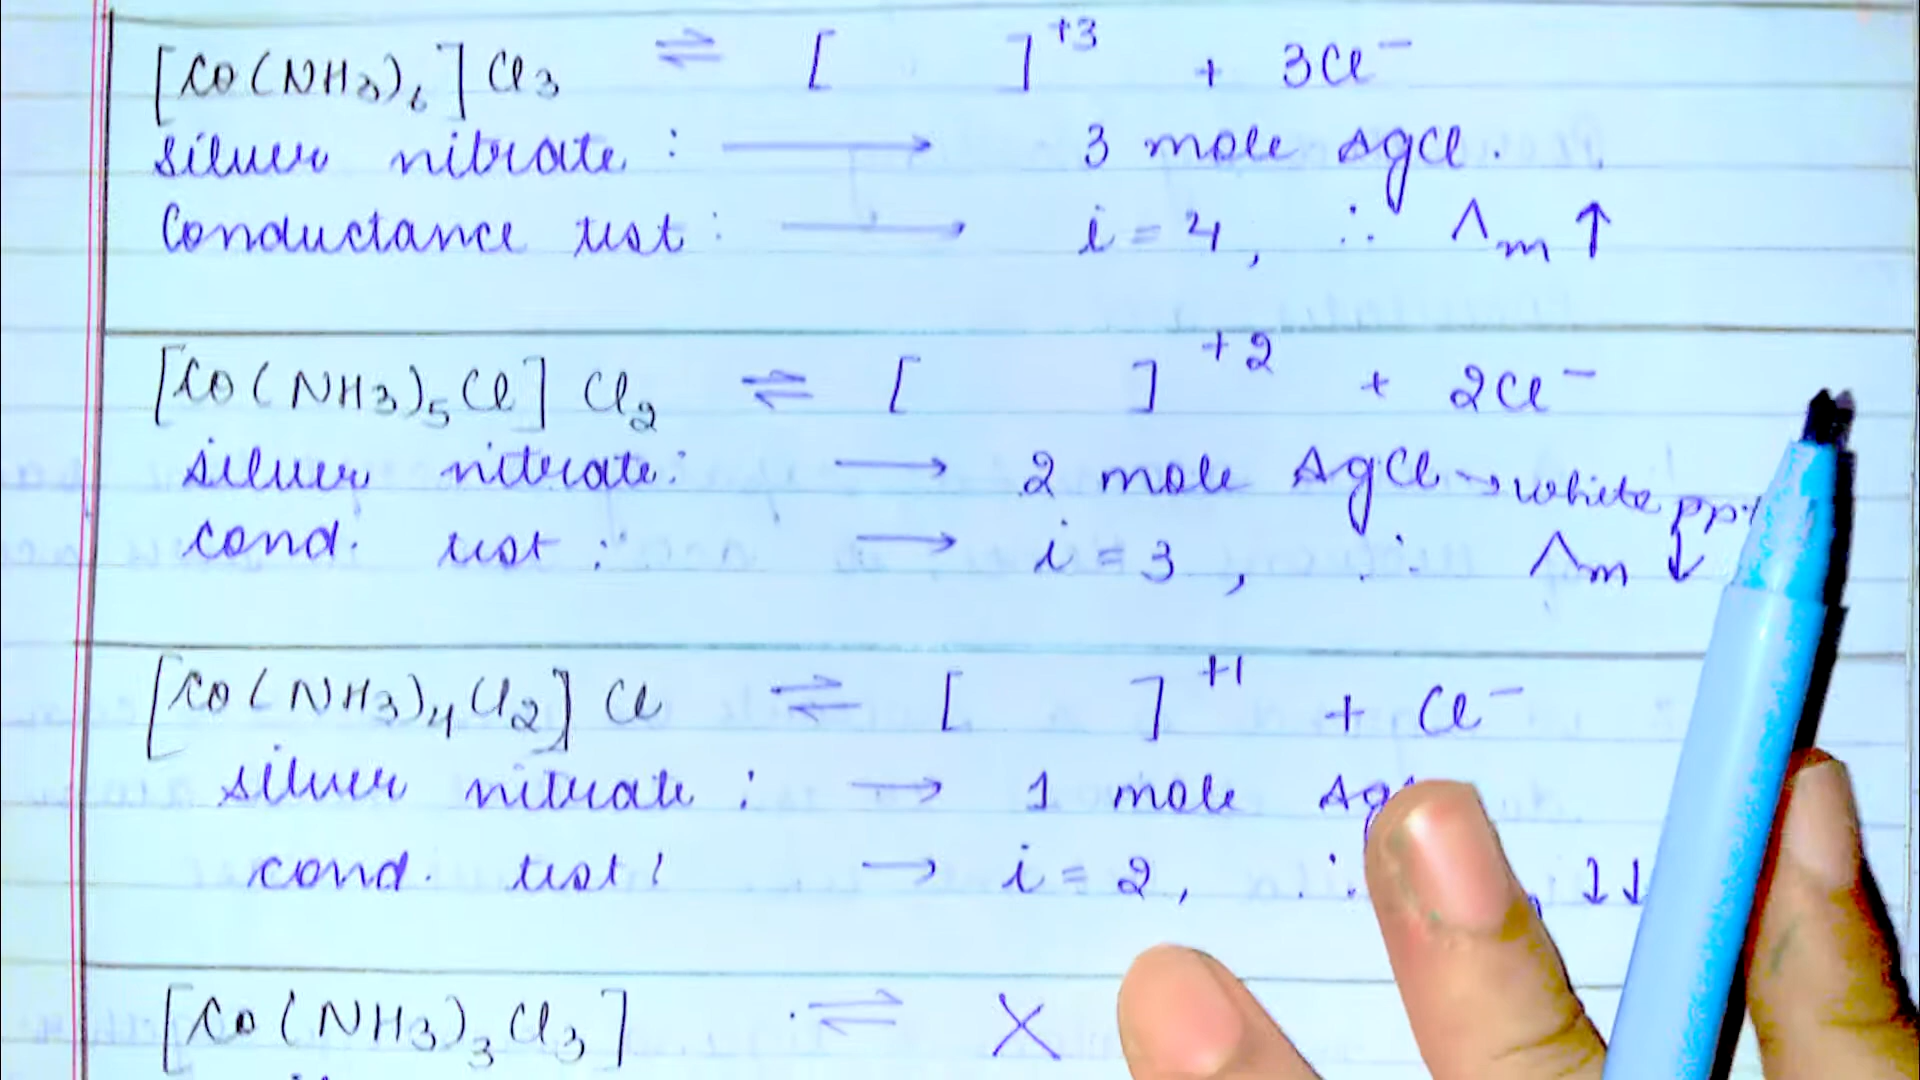 [Co(NH3)6]Cl3 ⇌ [ ]+3 + 3Cl−
silver nitrate : ⟶ 3 mole AgCl.
Conductance test : ⟶ i = 4, ∴ Λm ↑
[Co(NH3)5Cl] Cl2 ⇌ [ ]+2 + 2Cl−
silver nitrate: ⟶ 2 mole AgCl → white ppt
cond. test : ⟶ i = 3, ∴ Λm ↓
[Co(NH3)4Cl2] Cl ⇌ [ ]+1 + Cl−
silver nitrate : → 1 mole Ag
cond. test: → i = 2, ↓↓
[Co(NH3)3Cl3] ⇌ X